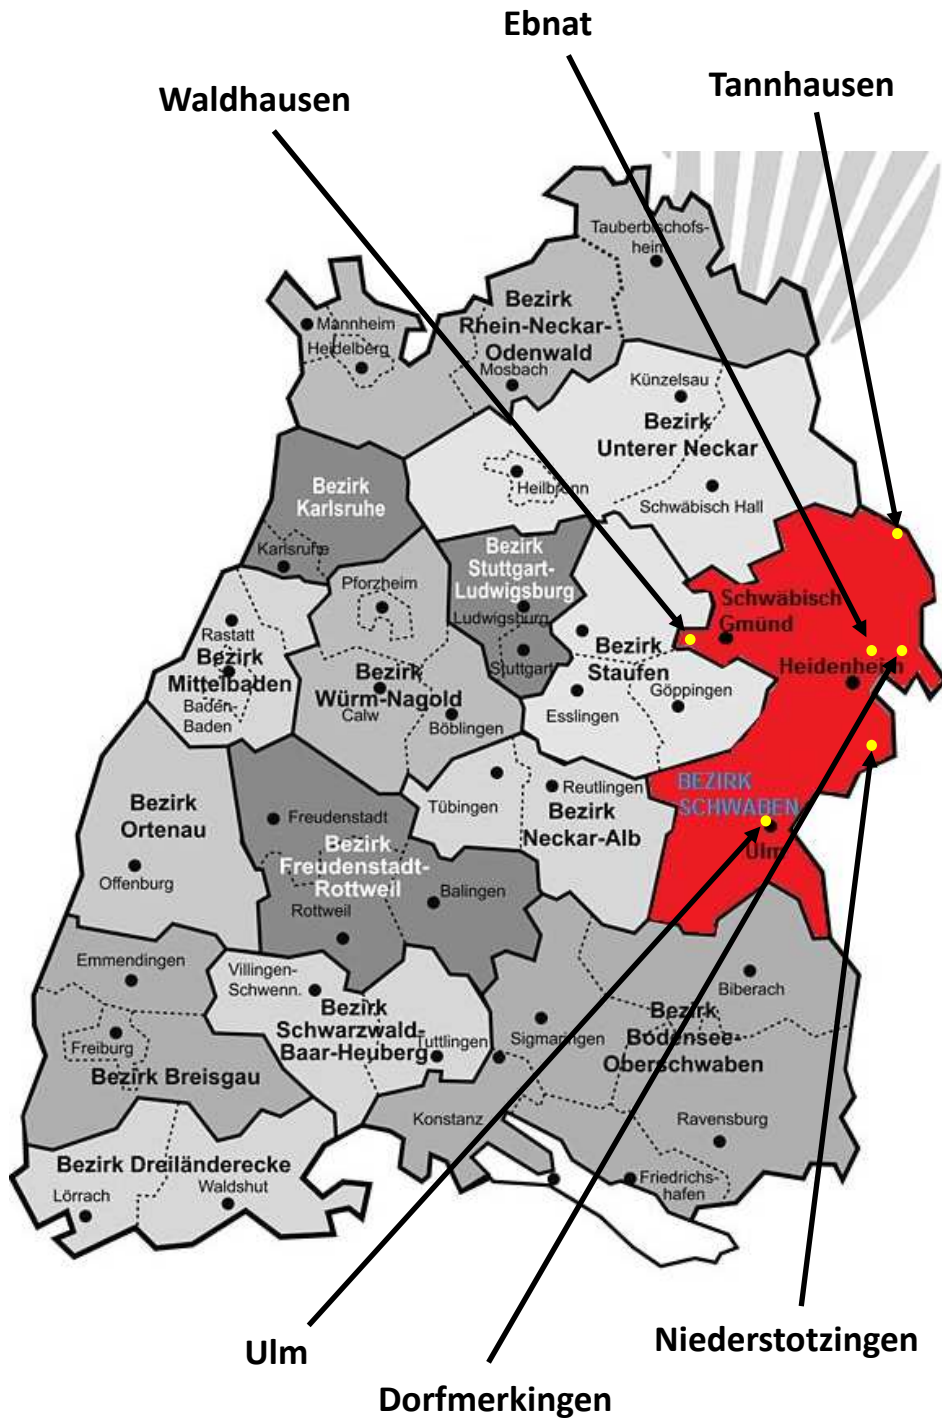 Ebnat
Tannhausen
Waldhausen
Tauberbischofs-
heim
Bezirk
Rhein-Neckar-
Odenwald
Mannheim
Heidelberg
Mosbach
Künzelsau
Bezirk
Unterer Neckar
Heilbronn
Schwäbisch Hall
Bezirk
Karlsruhe
Karlsruhe
Bezirk
Stuttgart-
Ludwigsburg
Ludwigsburg
Stuttgart
Pforzheim
Schwäbisch
Gmünd
Rastatt
Bezirk
Mittelbaden
Baden-
Baden
Bezirk
Würm-Nagold
Calw
Böblingen
Bezirk
Staufen
Göppingen
Esslingen
Heidenheim
Bezirk
Ortenau
Offenburg
Freudenstadt
Bezirk
Freudenstadt-
Rottweil
Rottweil
Balingen
Tübingen
Reutlingen
Bezirk
Neckar-Alb
BEZIRK
SCHWABEN
Ulm
Emmendingen
Freiburg
Bezirk Breisgau
Villingen-
Schwenn.
Bezirk
Schwarzwald-
Baar-Heuberg
Tuttlingen
Sigmaringen
Biberach
Bezirk
Bodensee-
Oberschwaben
Ravensburg
Konstanz
Friedrichs-
hafen
Bezirk Dreiländerecke
Lörrach
Waldshut
Ulm
Niederstotzingen
Dorfmerkingen